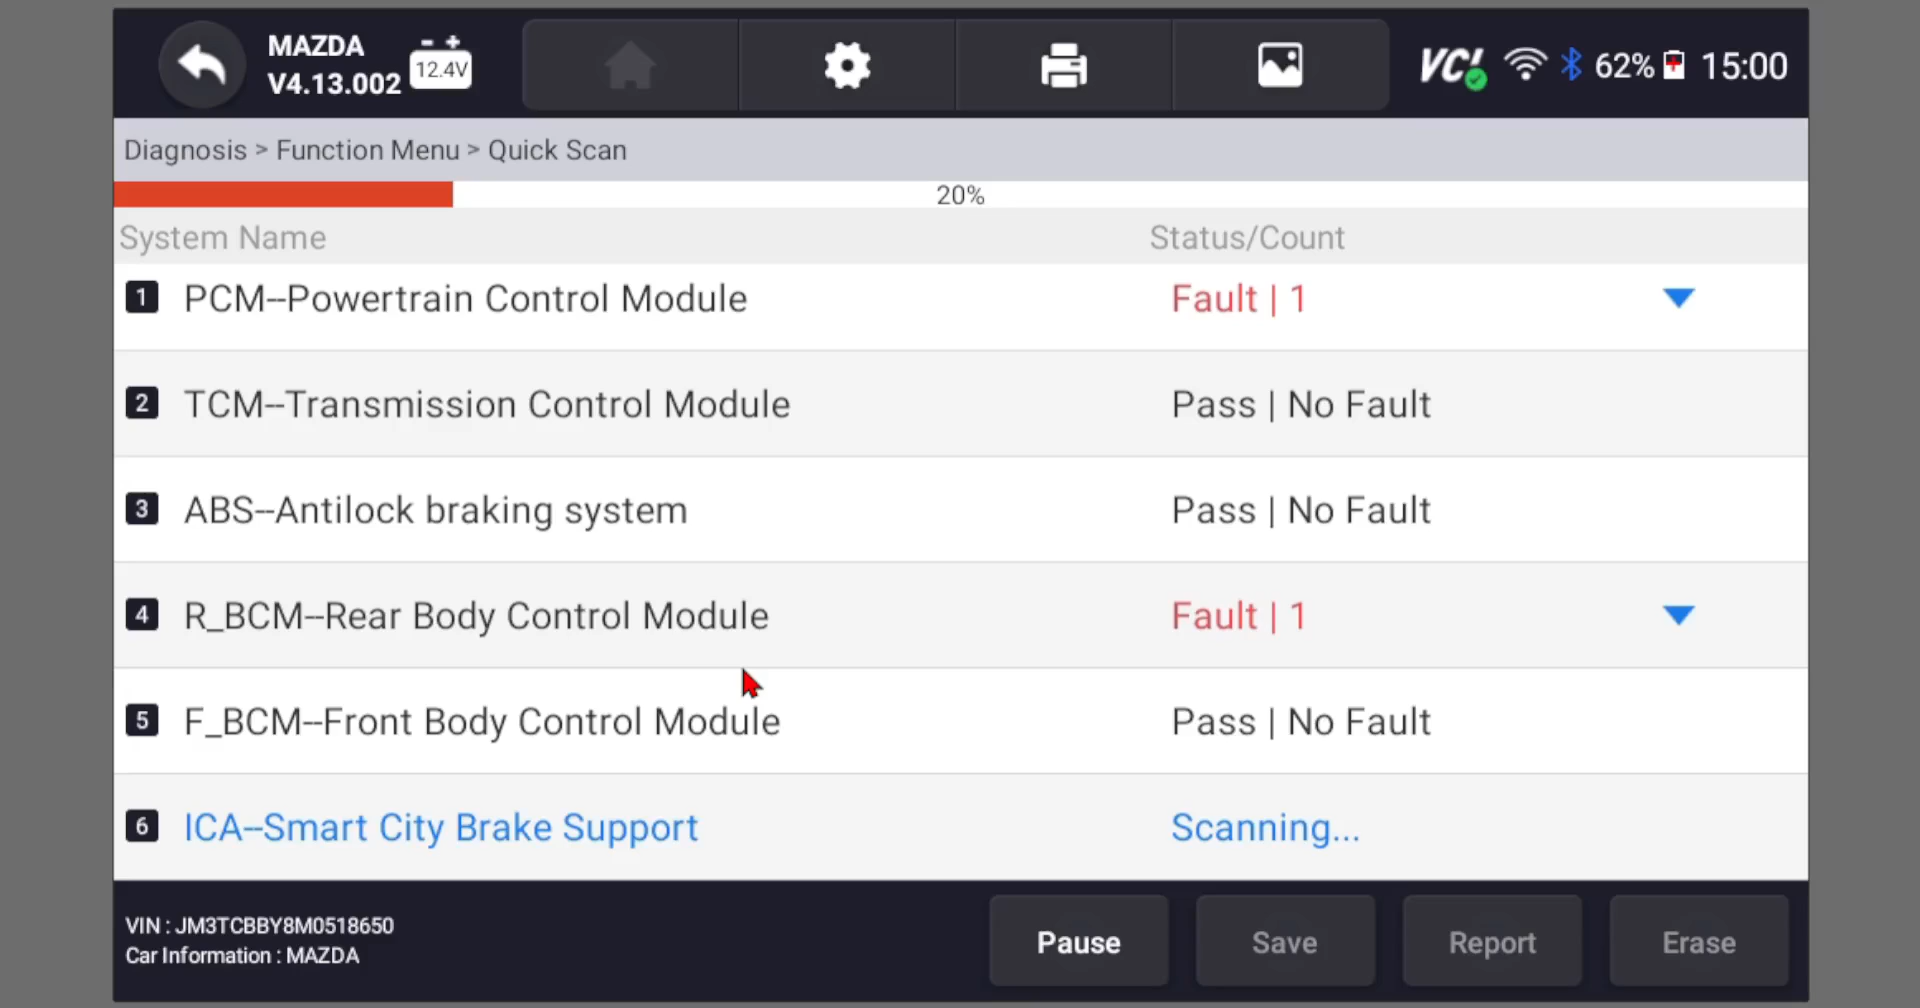 MAZDA
V4.13.002
12.4V
VCI
62%
15:00
Diagnosis > Function Menu > Quick Scan
20%
System Name Status/Count
1 PCM--Powertrain Control Module Fault | 1
2 TCM--Transmission Control Module Pass | No Fault
3 ABS--Antilock braking system Pass | No Fault
4 R_BCM--Rear Body Control Module Fault | 1
5 F_BCM--Front Body Control Module Pass | No Fault
6 ICA--Smart City Brake Support Scanning...
VIN : JM3TCBBY8M0518650
Car Information : MAZDA
Pause Save Report Erase